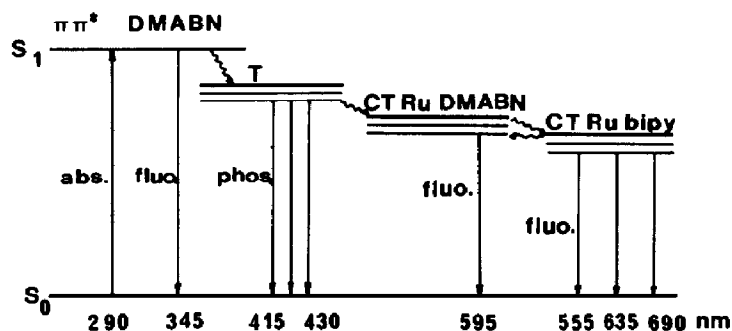 ππ* DMABN
S1
T
CT Ru DMABN
CT Ru bipy
abs. fluo. phos fluo. fluo.
S0
290 345 415 430 595 555 635 690 nm